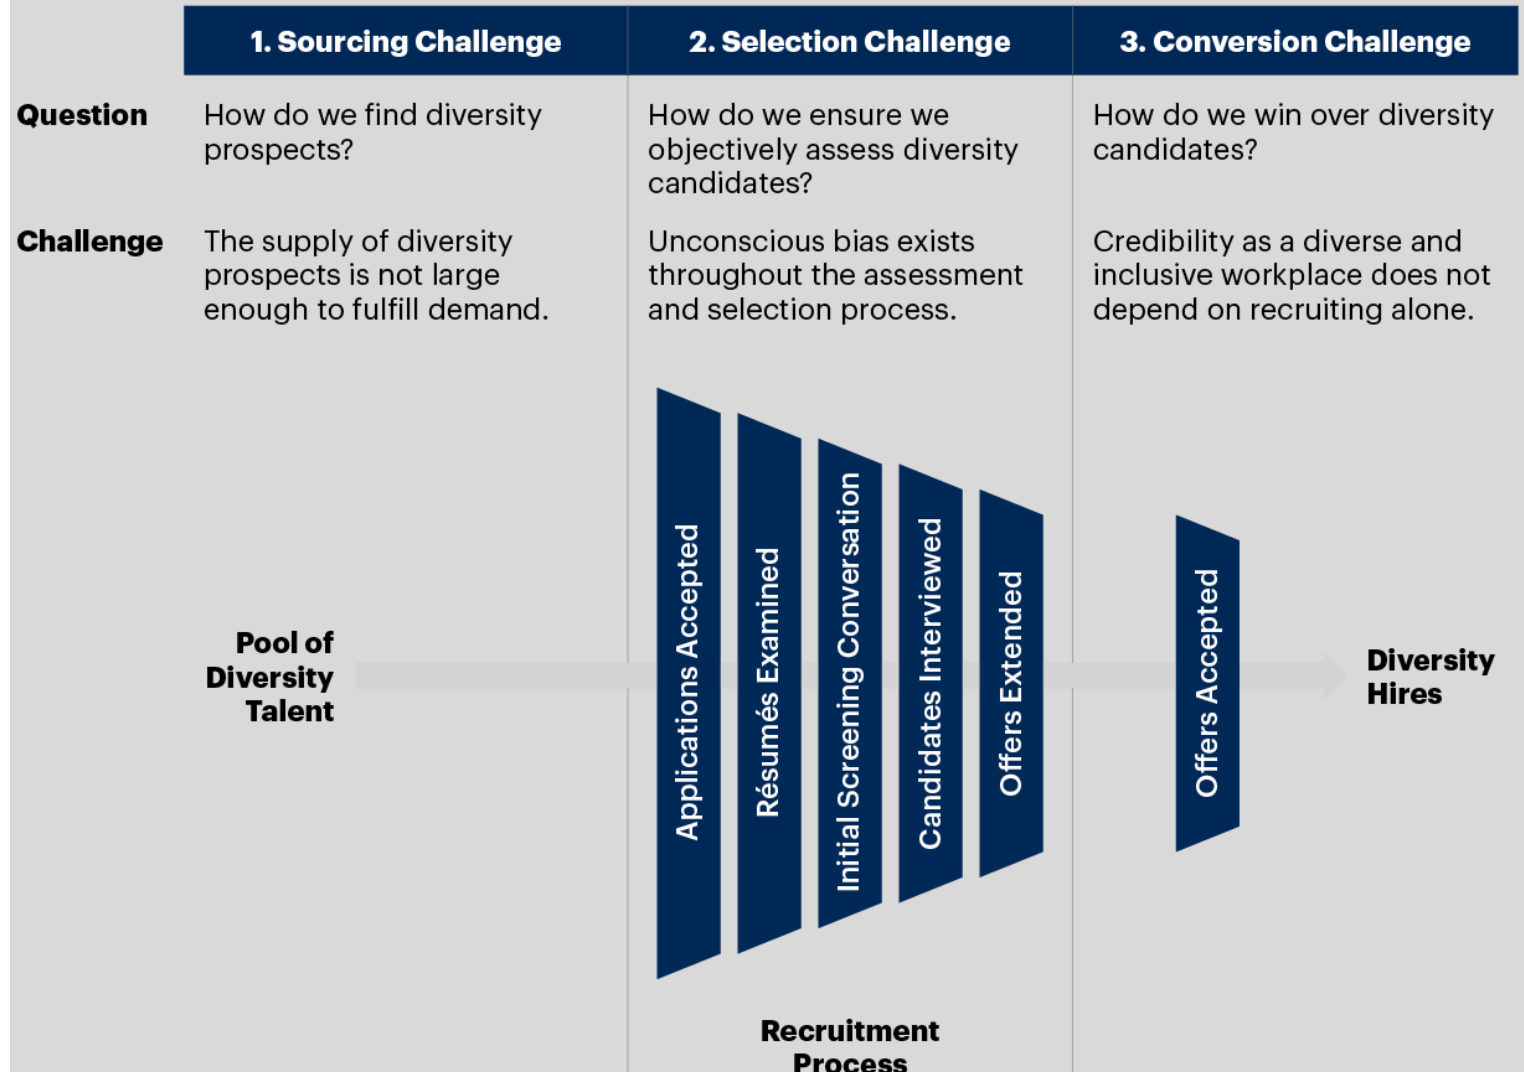 1. Sourcing Challenge
2. Selection Challenge
3. Conversion Challenge
Question
How do we find diversity
prospects?
How do we ensure we
objectively assess diversity
candidates?
How do we win over diversity
candidates?
Challenge
The supply of diversity
prospects is not large
enough to fulfill demand.
Unconscious bias exists
throughout the assessment
and selection process.
Credibility as a diverse and
inclusive workplace does not
depend on recruiting alone.
Pool of
Diversity
Talent
Applications Accepted
Résumés Examined
Initial Screening Conversation
Candidates Interviewed
Offers Extended
Offers Accepted
Diversity
Hires
Recruitment
Process